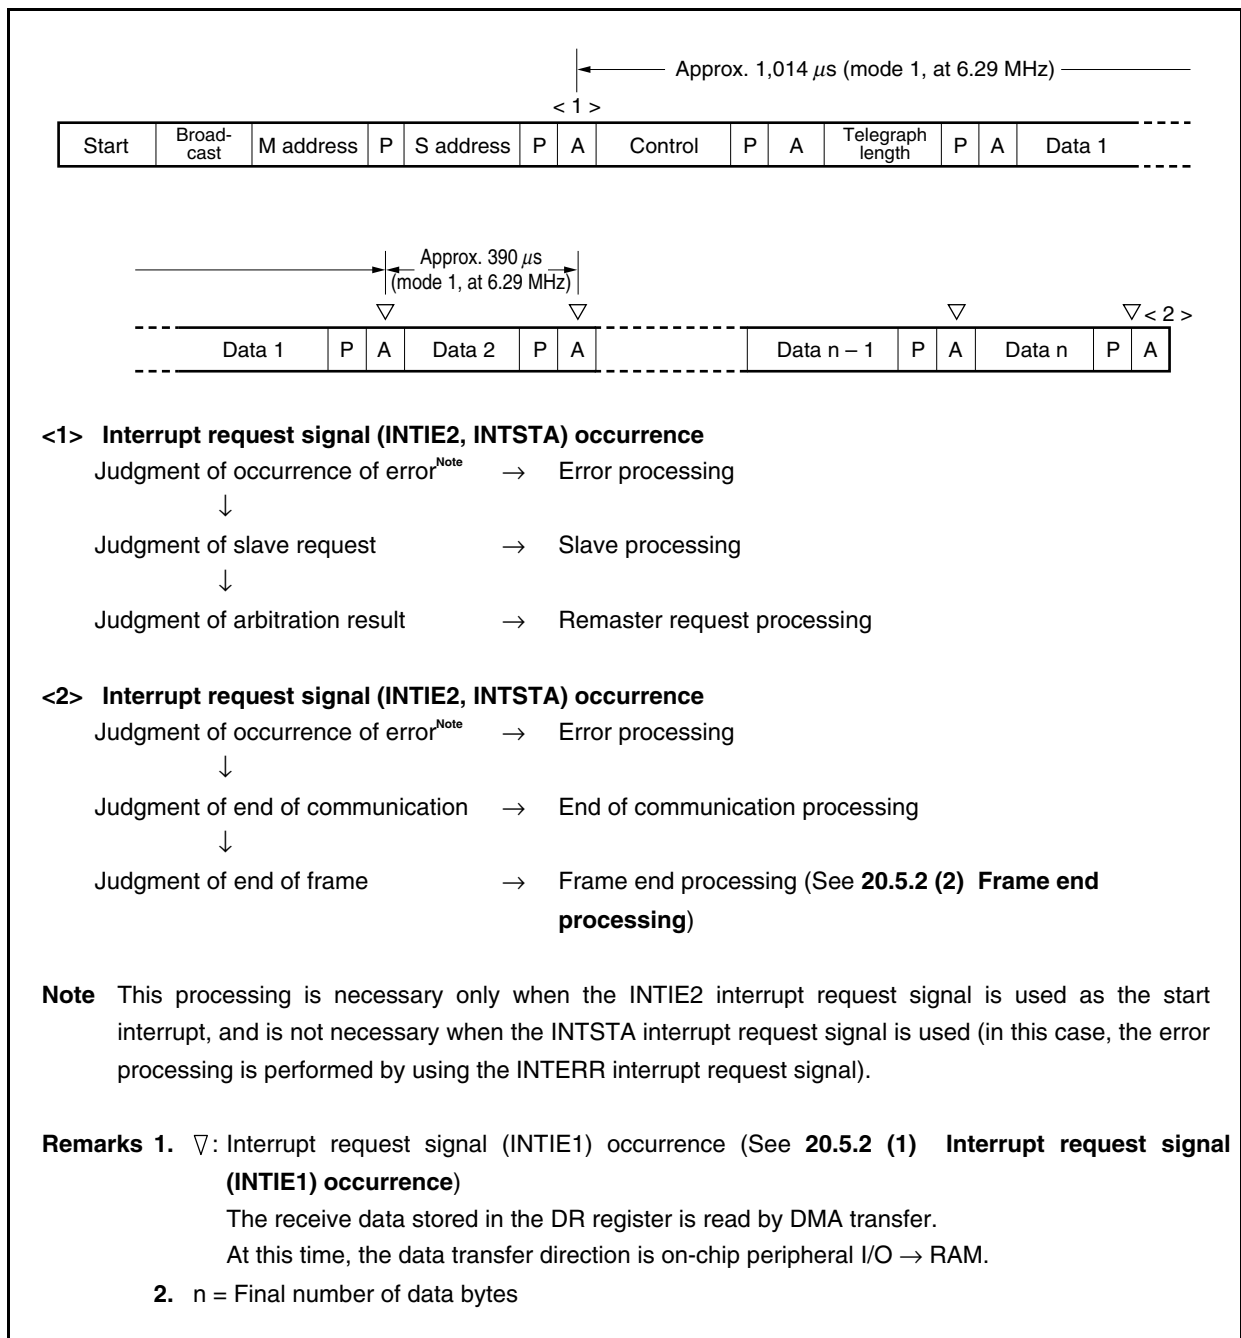 Approx. 1,014 μs (mode 1, at 6.29 MHz)
< 1 >
Start Broad-cast M address P S address P A Control P A Telegraph length P A Data 1
Approx. 390 μs
(mode 1, at 6.29 MHz)
▽ ▽ ▽ ▽ < 2 >
Data 1 P A Data 2 P A Data n – 1 P A Data n P A
<1> Interrupt request signal (INTIE2, INTSTA) occurrence
Judgment of occurrence of errorNote → Error processing
↓
Judgment of slave request → Slave processing
↓
Judgment of arbitration result → Remaster request processing
<2> Interrupt request signal (INTIE2, INTSTA) occurrence
Judgment of occurrence of errorNote → Error processing
↓
Judgment of end of communication → End of communication processing
↓
Judgment of end of frame → Frame end processing (See 20.5.2 (2) Frame end
processing)
Note This processing is necessary only when the INTIE2 interrupt request signal is used as the start
interrupt, and is not necessary when the INTSTA interrupt request signal is used (in this case, the error
processing is performed by using the INTERR interrupt request signal).
Remarks 1. ▽: Interrupt request signal (INTIE1) occurrence (See 20.5.2 (1) Interrupt request signal
(INTIE1) occurrence)
The receive data stored in the DR register is read by DMA transfer.
At this time, the data transfer direction is on-chip peripheral I/O → RAM.
2. n = Final number of data bytes